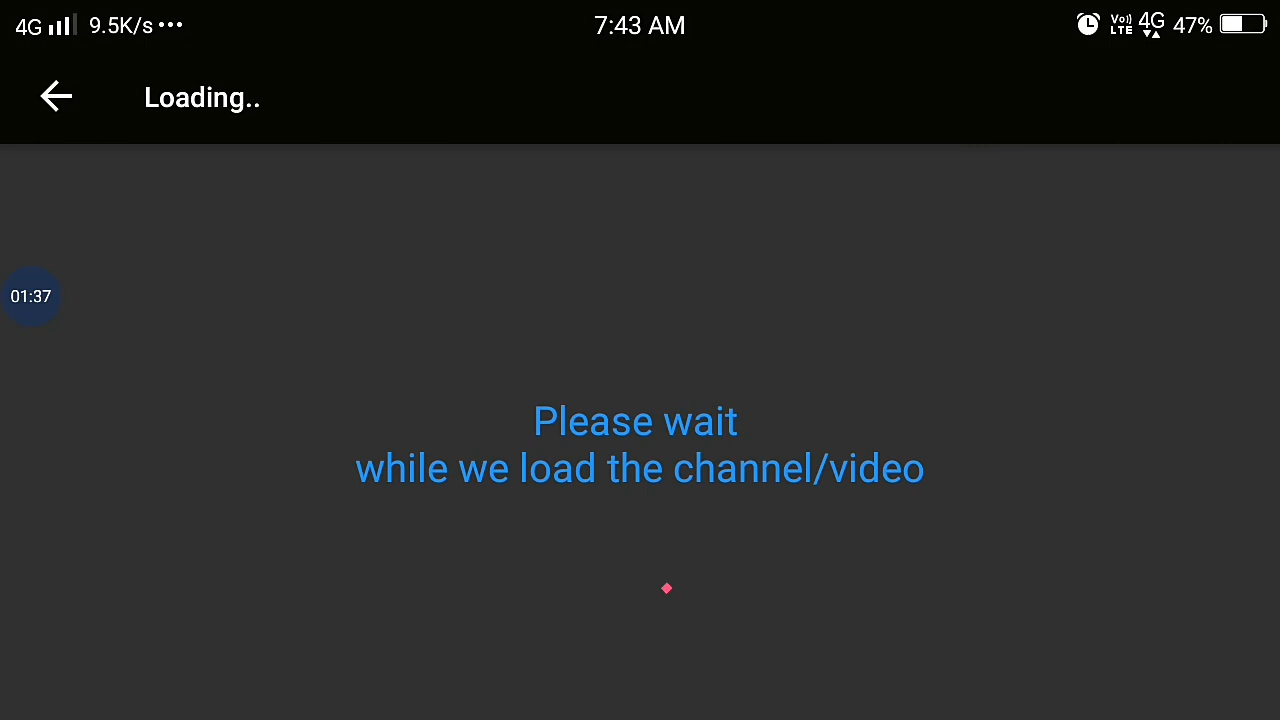 4G 9.5K/s ••• 7:43 AM Vo)) LTE 4G 47%
Loading..
01:37
Please wait
while we load the channel/video